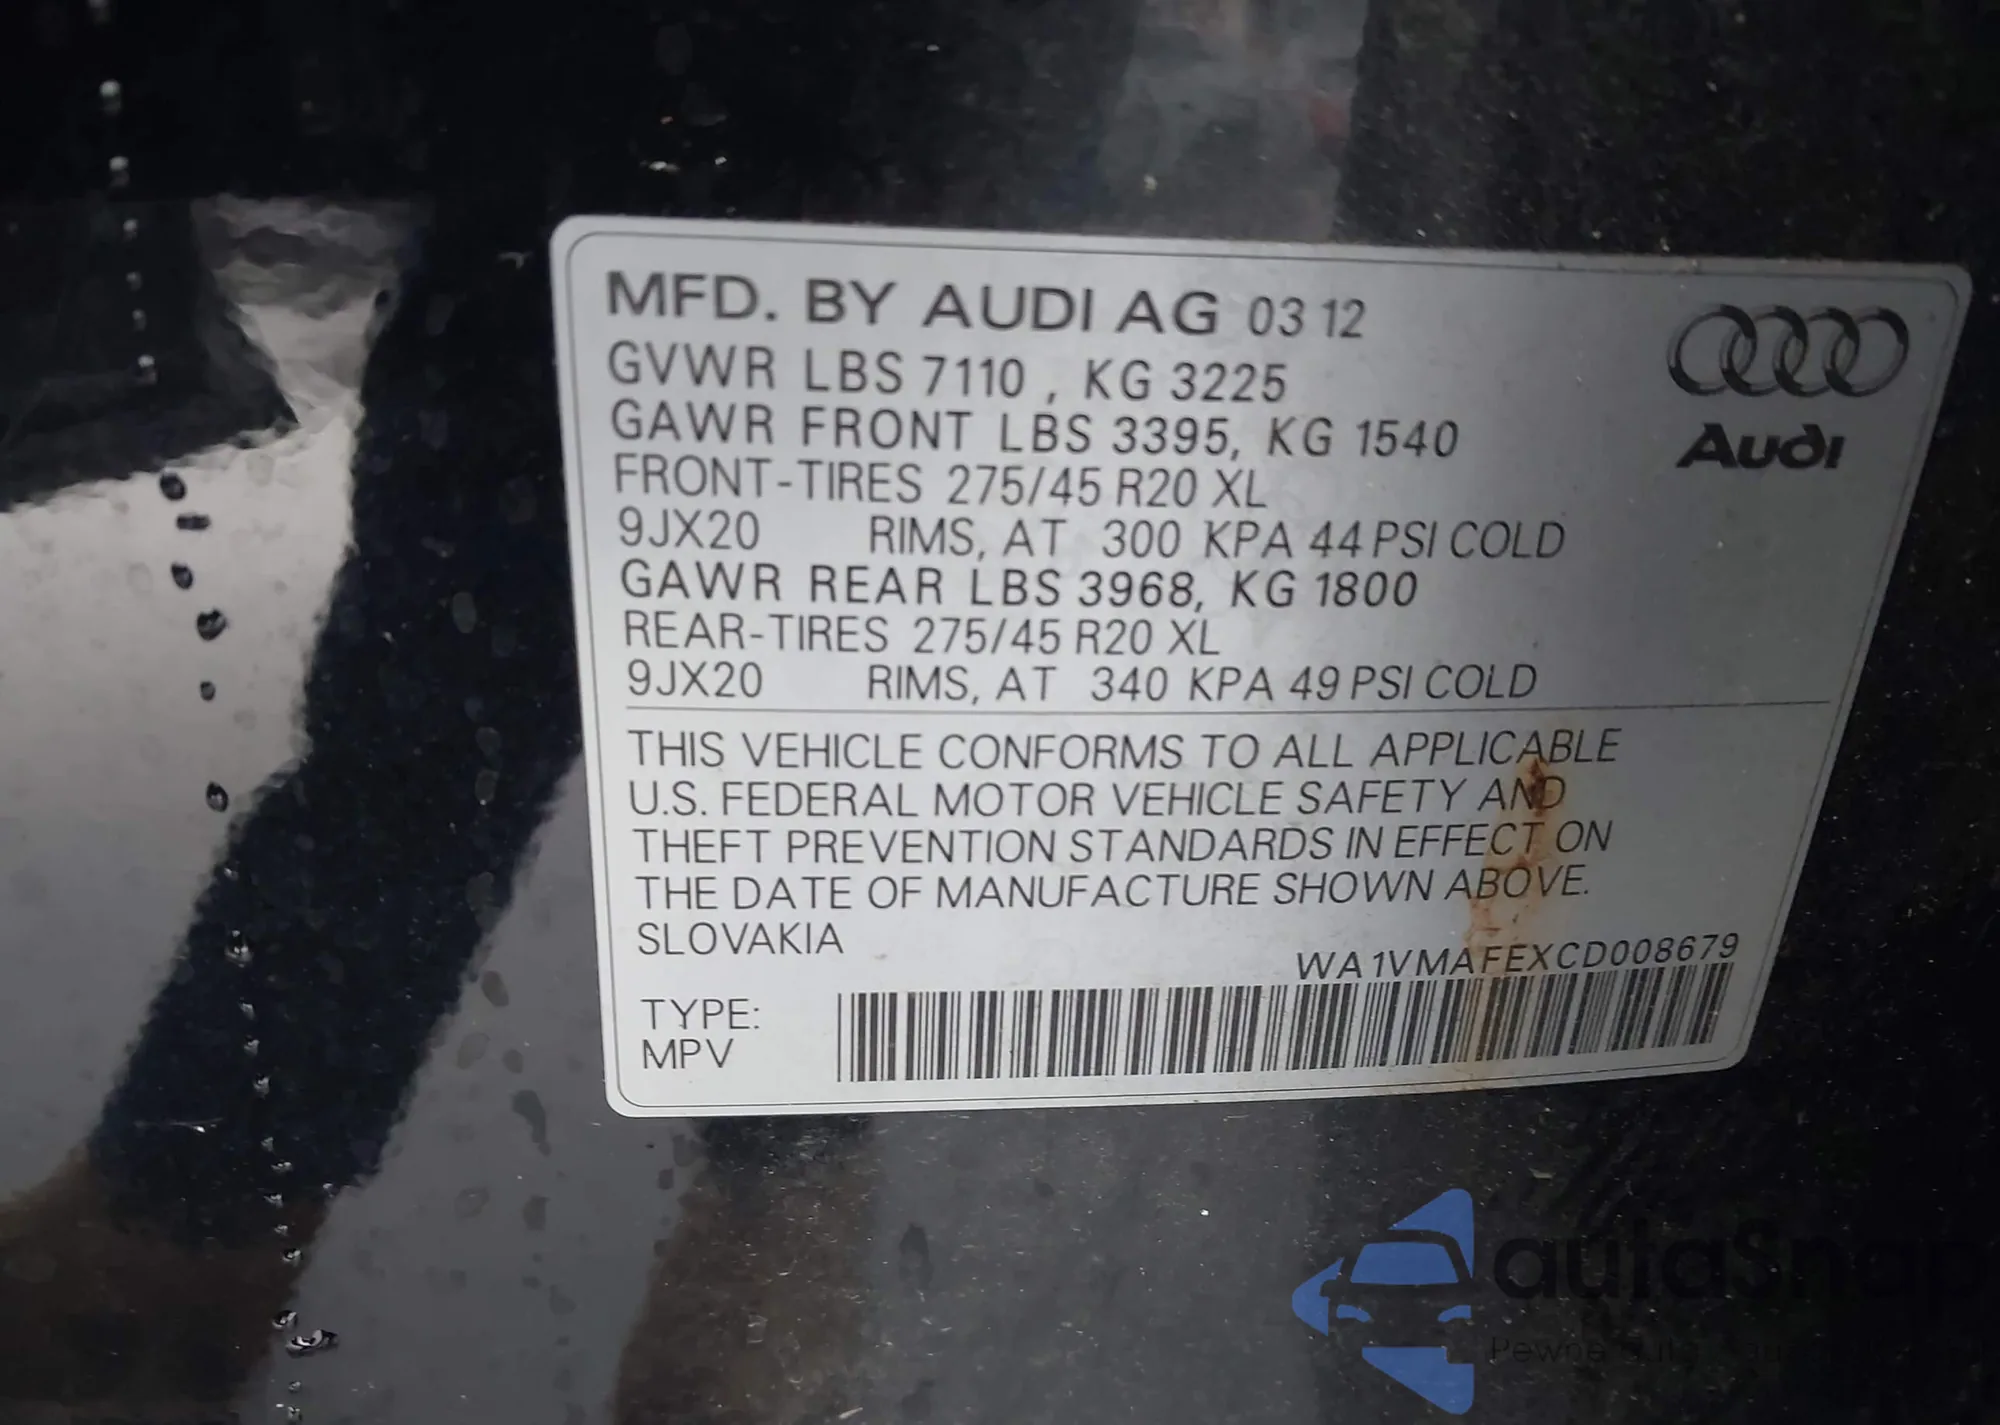 MFD. BY AUDI AG 03 12
GVWR LBS 7110 , KG 3225
GAWR FRONT LBS 3395, KG 1540
FRONT-TIRES 275/45 R20 XL
9JX20 RIMS, AT 300 KPA 44 PSI COLD
GAWR REAR LBS 3968, KG 1800
REAR-TIRES 275/45 R20 XL
9JX20 RIMS, AT 340 KPA 49 PSI COLD
Audi
THIS VEHICLE CONFORMS TO ALL APPLICABLE
U.S. FEDERAL MOTOR VEHICLE SAFETY AND
THEFT PREVENTION STANDARDS IN EFFECT ON
THE DATE OF MANUFACTURE SHOWN ABOVE.
SLOVAKIA
WA1VMAFEXCD008679
TYPE:
MPV
autaSnap
Pewne auta